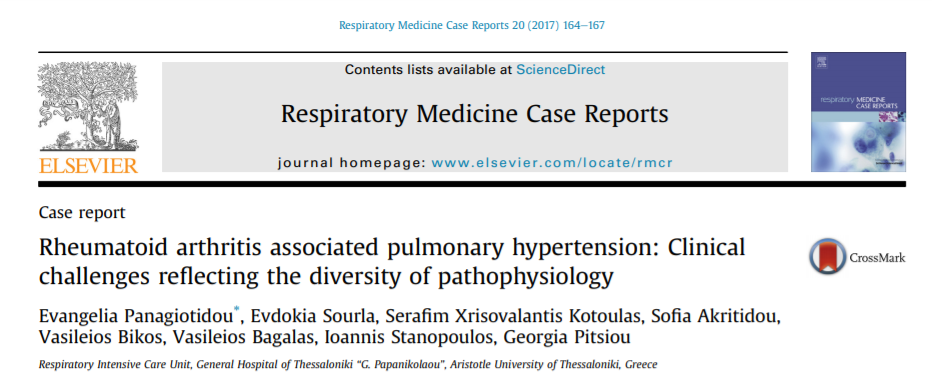 Respiratory Medicine Case Reports 20 (2017) 164–167
Contents lists available at ScienceDirect
Respiratory Medicine Case Reports
journal homepage: www.elsevier.com/locate/rmcr
ELSEVIER
respiratory MEDICINE
CASE REPORTS
Case report
Rheumatoid arthritis associated pulmonary hypertension: Clinical
challenges reflecting the diversity of pathophysiology
CrossMark
Evangelia Panagiotidou*, Evdokia Sourla, Serafim Xrisovalantis Kotoulas, Sofia Akritidou,
Vasileios Bikos, Vasileios Bagalas, Ioannis Stanopoulos, Georgia Pitsiou
Respiratory Intensive Care Unit, General Hospital of Thessaloniki “G. Papanikolaou”, Aristotle University of Thessaloniki, Greece